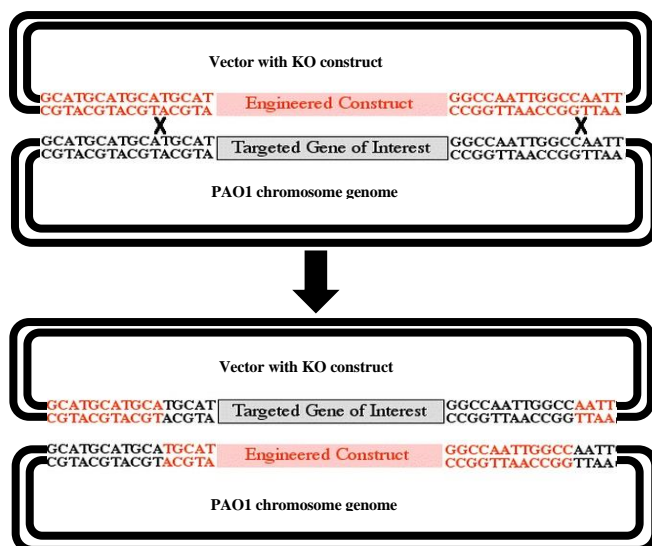 Vector with KO construct
GCATGCATGCATGCAT Engineered Construct GGCCAATTGGCCAATT
CGTACGTACGTACGTA CCGGTTAACCGGTTAA
X X
GCATGCATGCATGCAT Targeted Gene of Interest GGCCAATTGGCCAATT
CGTACGTACGTACGTA CCGGTTAACCGGTTAA
PAO1 chromosome genome
Vector with KO construct
GCATGCATGCATGCAT Targeted Gene of Interest GGCCAATTGGCCAATT
CGTACGTACGTACGTA CCGGTTAACCGGTTAA
GCATGCATGCATGCAT Engineered Construct GGCCAATTGGCCAATT
CGTACGTACGTACGTA CCGGTTAACCGGTTAA
PAO1 chromosome genome